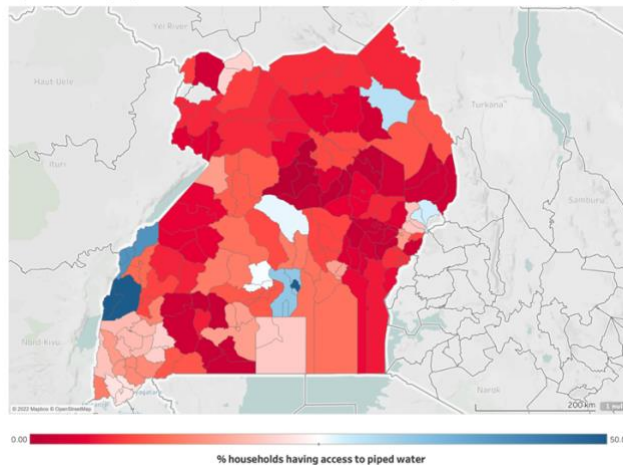 Yei River
Haut-Uele
Turkana
Ituri
Samburu
Nord-Kivu
Narok
© 2022 Mapbox © OpenStreetMap
200 km
0.00
50.0
% households having access to piped water